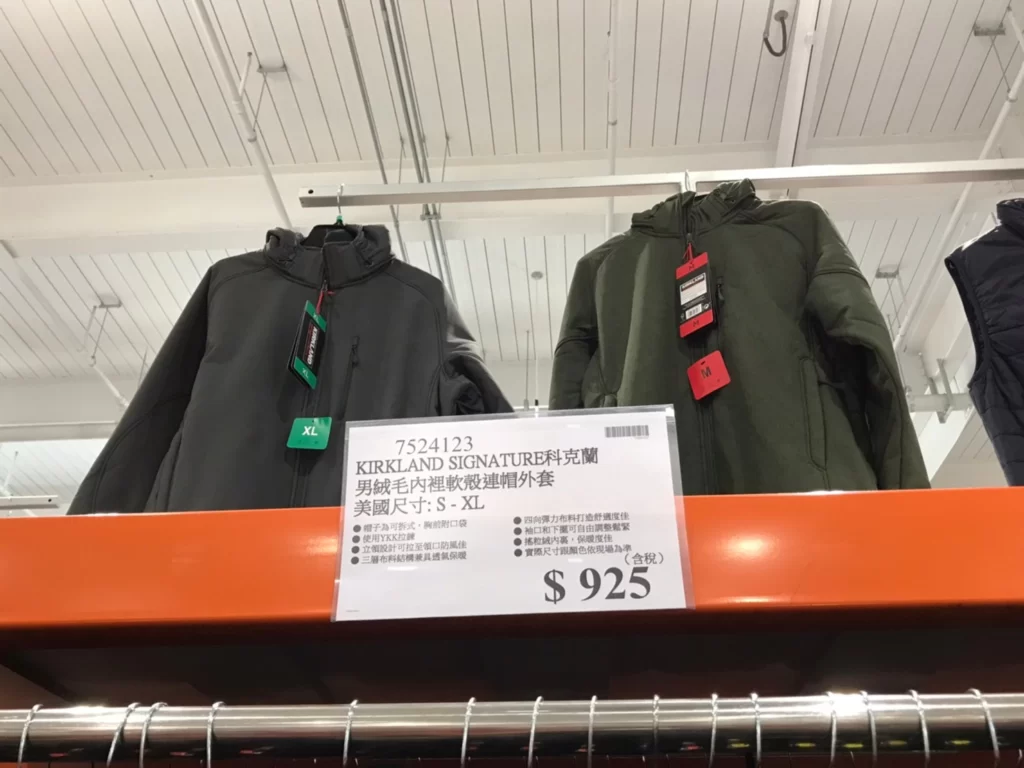 KIRKLAND
XL
KIRKLAND
M
7524123
KIRKLAND SIGNATURE科克蘭
男絨毛內裡軟殼連帽外套
美國尺寸: S - XL
●帽子為可拆式，胸前附口袋
●使用YKK拉鍊
●立領設計可拉至領口防風佳
●三層布料結構兼具透氣保暖
●四向彈力布料打造舒適度佳
●袖口和下襬可自由調整鬆緊
●搖粒絨內裏，保暖度佳
●實際尺寸跟顏色依現場為準
(含稅)
$ 925